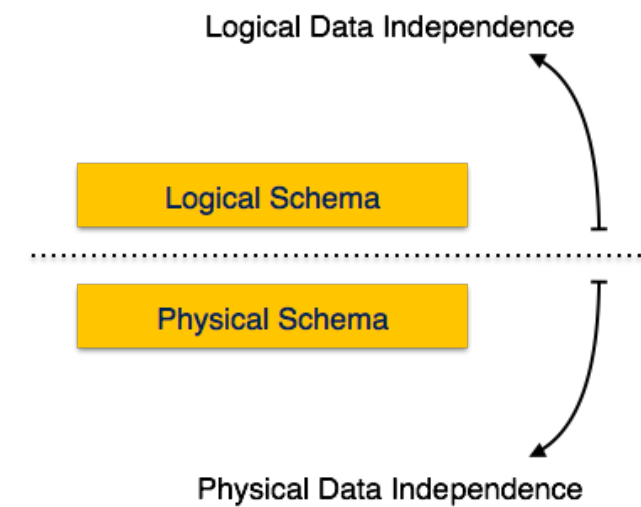 Logical Data Independence
Logical Schema
Physical Schema
Physical Data Independence